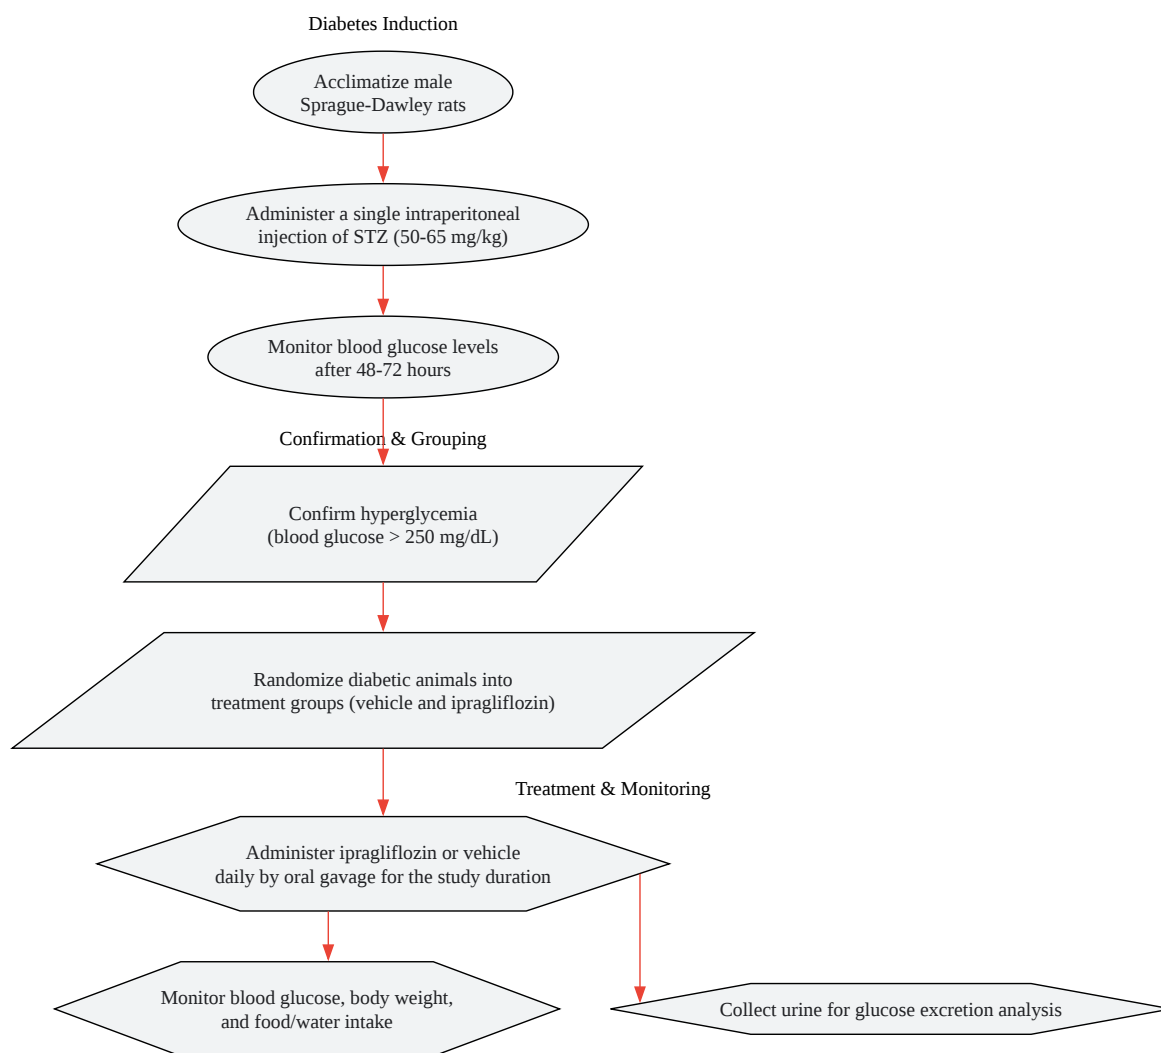 Diabetes Induction
Acclimatize male
Sprague-Dawley rats
Administer a single intraperitoneal
injection of STZ (50-65 mg/kg)
Monitor blood glucose levels
after 48-72 hours
Confirmation & Grouping
Confirm hyperglycemia
(blood glucose > 250 mg/dL)
Randomize diabetic animals into
treatment groups (vehicle and ipragliflozin)
Treatment & Monitoring
Administer ipragliflozin or vehicle
daily by oral gavage for the study duration
Monitor blood glucose, body weight,
and food/water intake
Collect urine for glucose excretion analysis